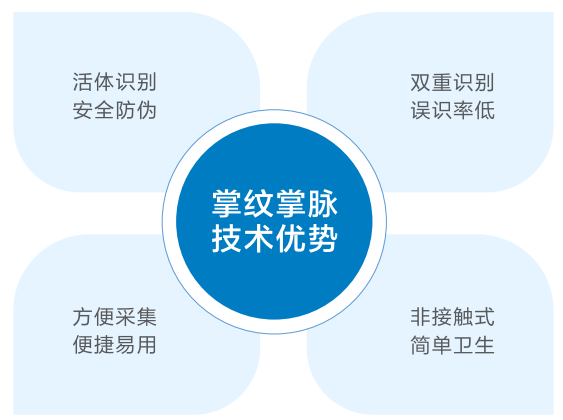 活体识别
安全防伪
双重识别
误识率低
掌纹掌脉
技术优势
方便采集
便捷易用
非接触式
简单卫生